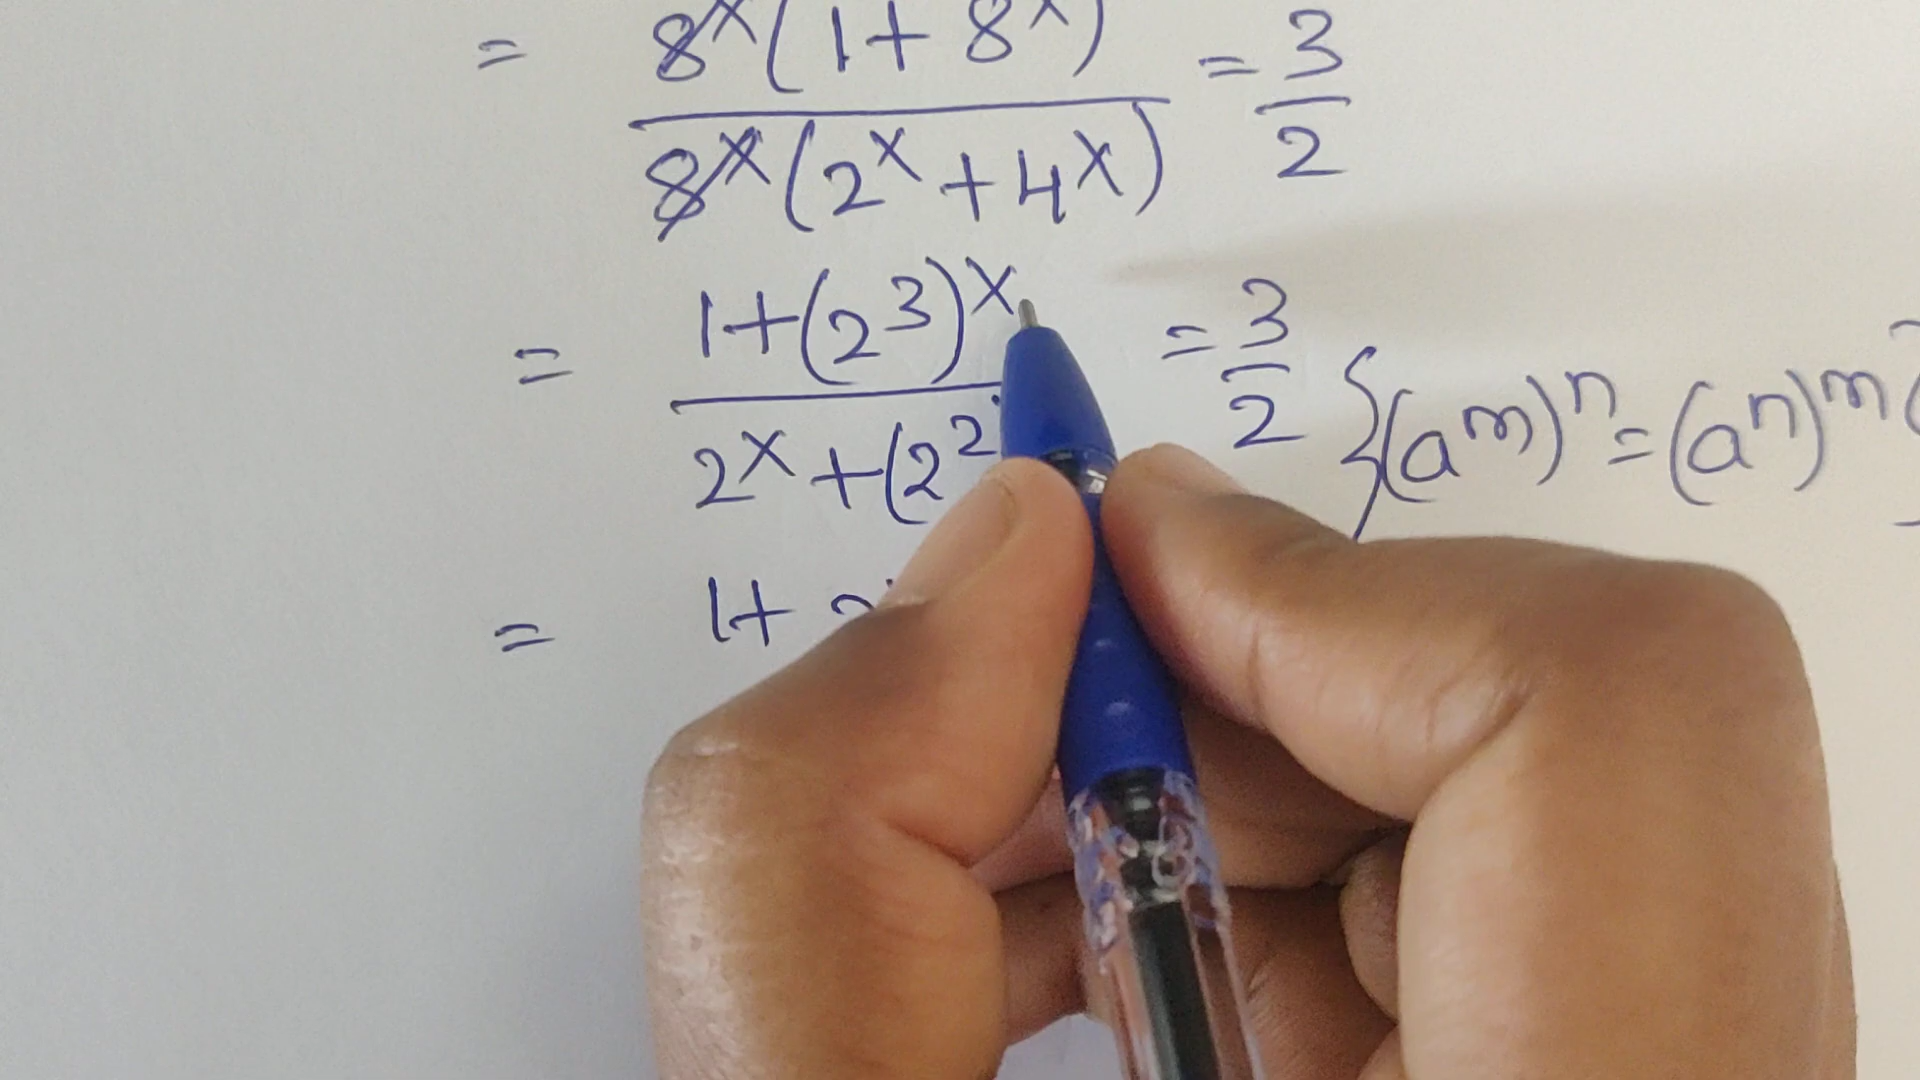 = 8^x(1+8^x) / 8^x(2^x+4^x) = 3/2
= 1+(2^3)^x / 2^x+(2^2 = 3/2 {(a^m)^n=(a^n)^m
= 1+